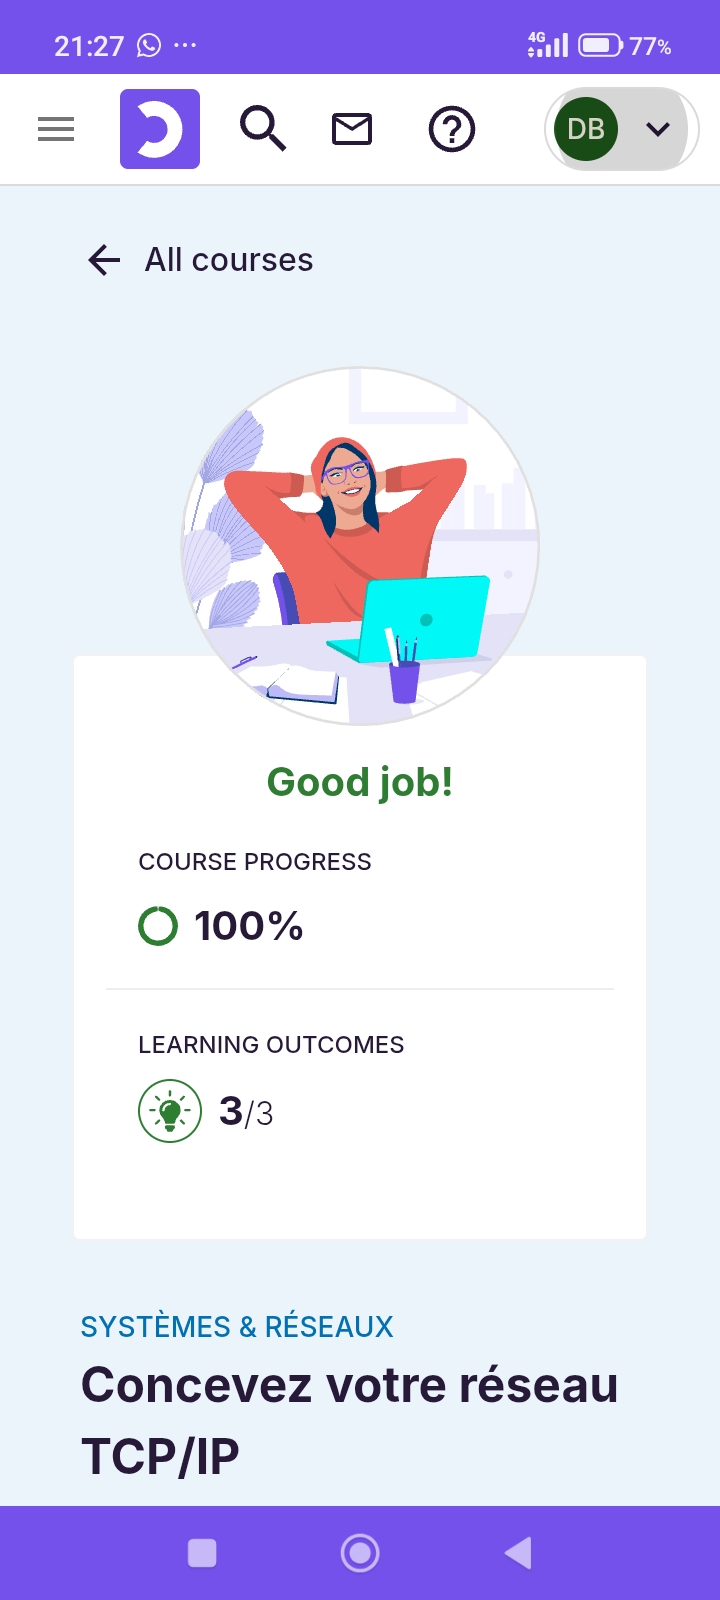 21:27 ... 4G 77%
DB
All courses
Good job!
COURSE PROGRESS
100%
LEARNING OUTCOMES
3/3
SYSTÈMES & RÉSEAUX
Concevez votre réseau
TCP/IP